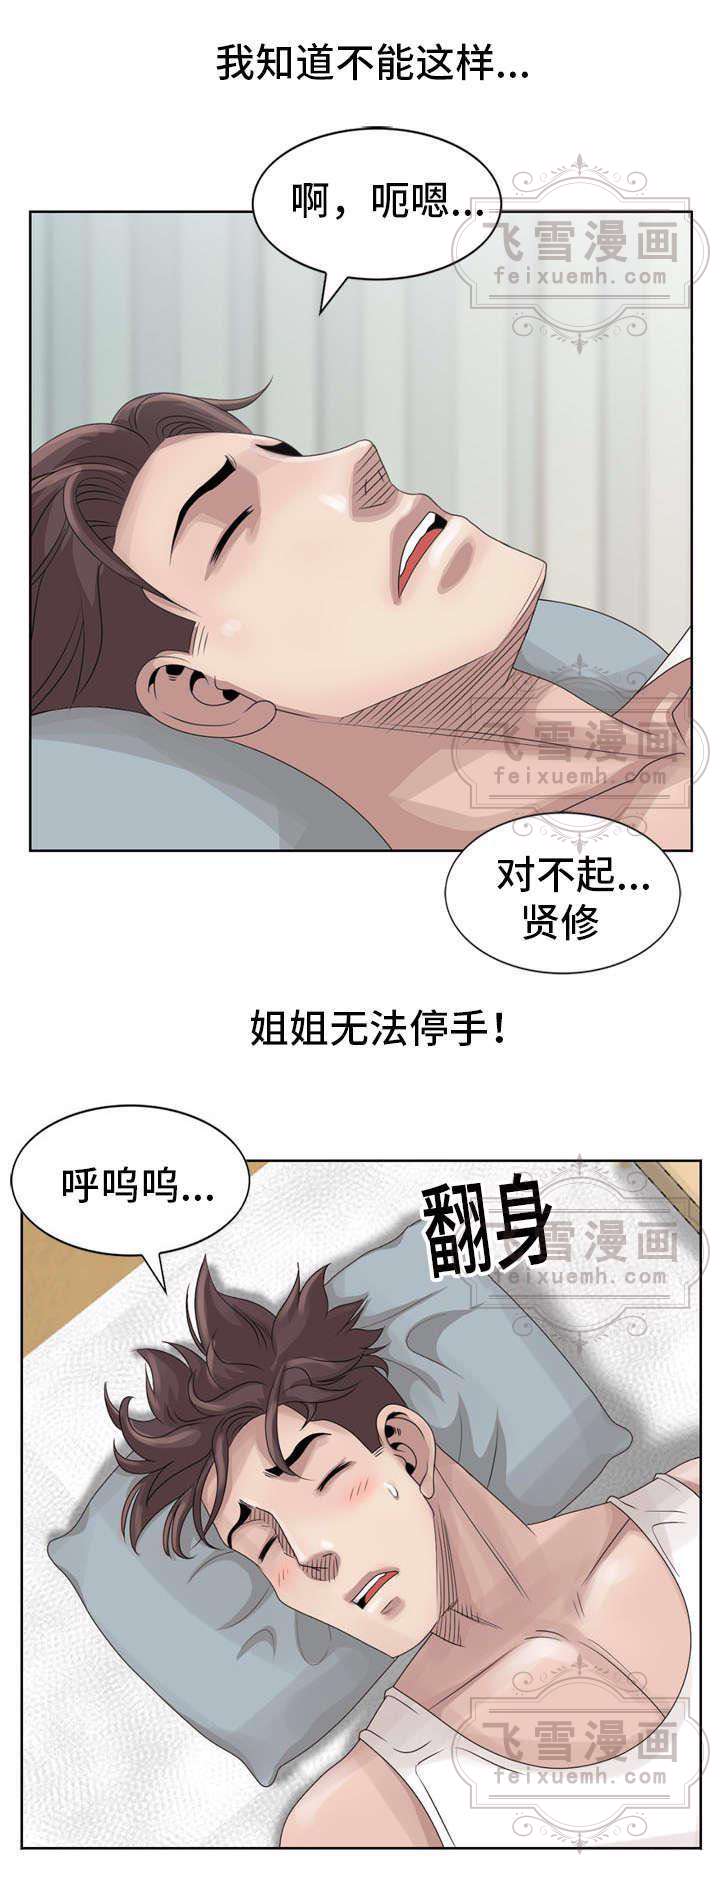 我知道不能这样...
啊，呃嗯...
飞雪漫画
feixuemh.com
飞雪漫画
feixuemh.com
对不起...
贤修
姐姐无法停手！
呼呜呜...
翻身
飞雪漫画
feixuemh.com
飞雪漫画
feixuemh.com